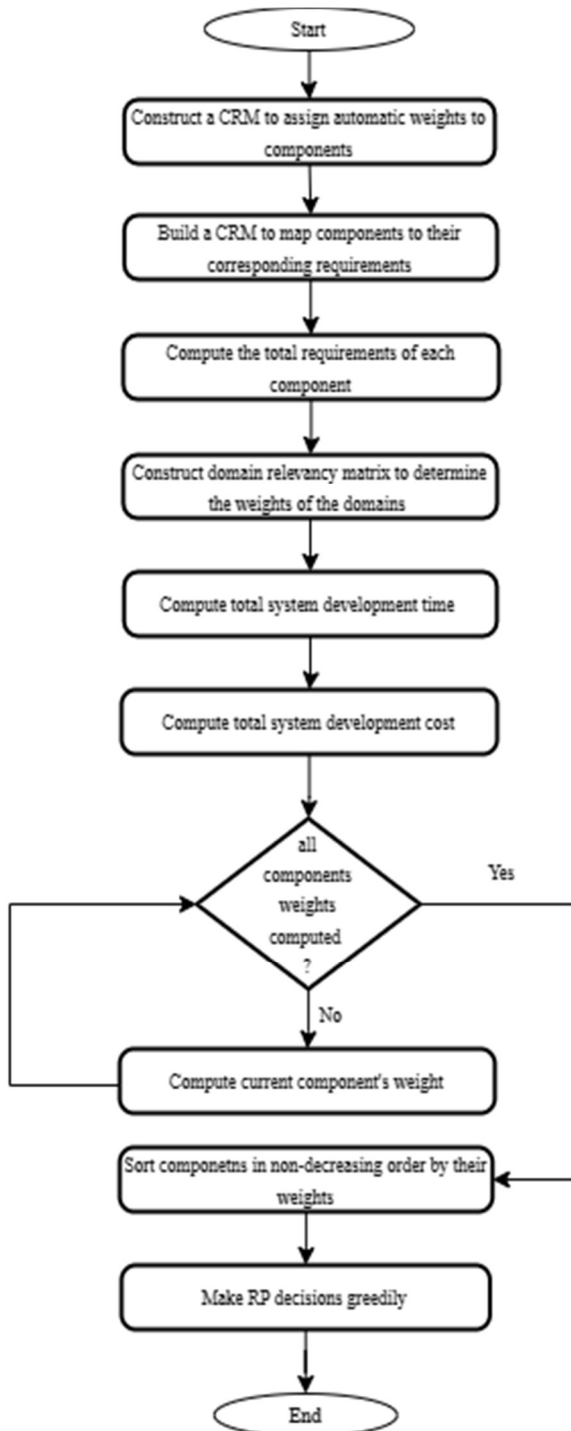 Start
Construct a CRM to assign automatic weights to
components
Build a CRM to map components to their
corresponding requirements
Compute the total requirements of each
component
Construct domain relevancy matrix to determine
the weights of the domains
Compute total system development time
Compute total system development cost
all
components
weights
computed
?
Yes
No
Compute current component's weight
Sort componetns in non-decreasing order by their
weights
Make RP decisions greedily
End